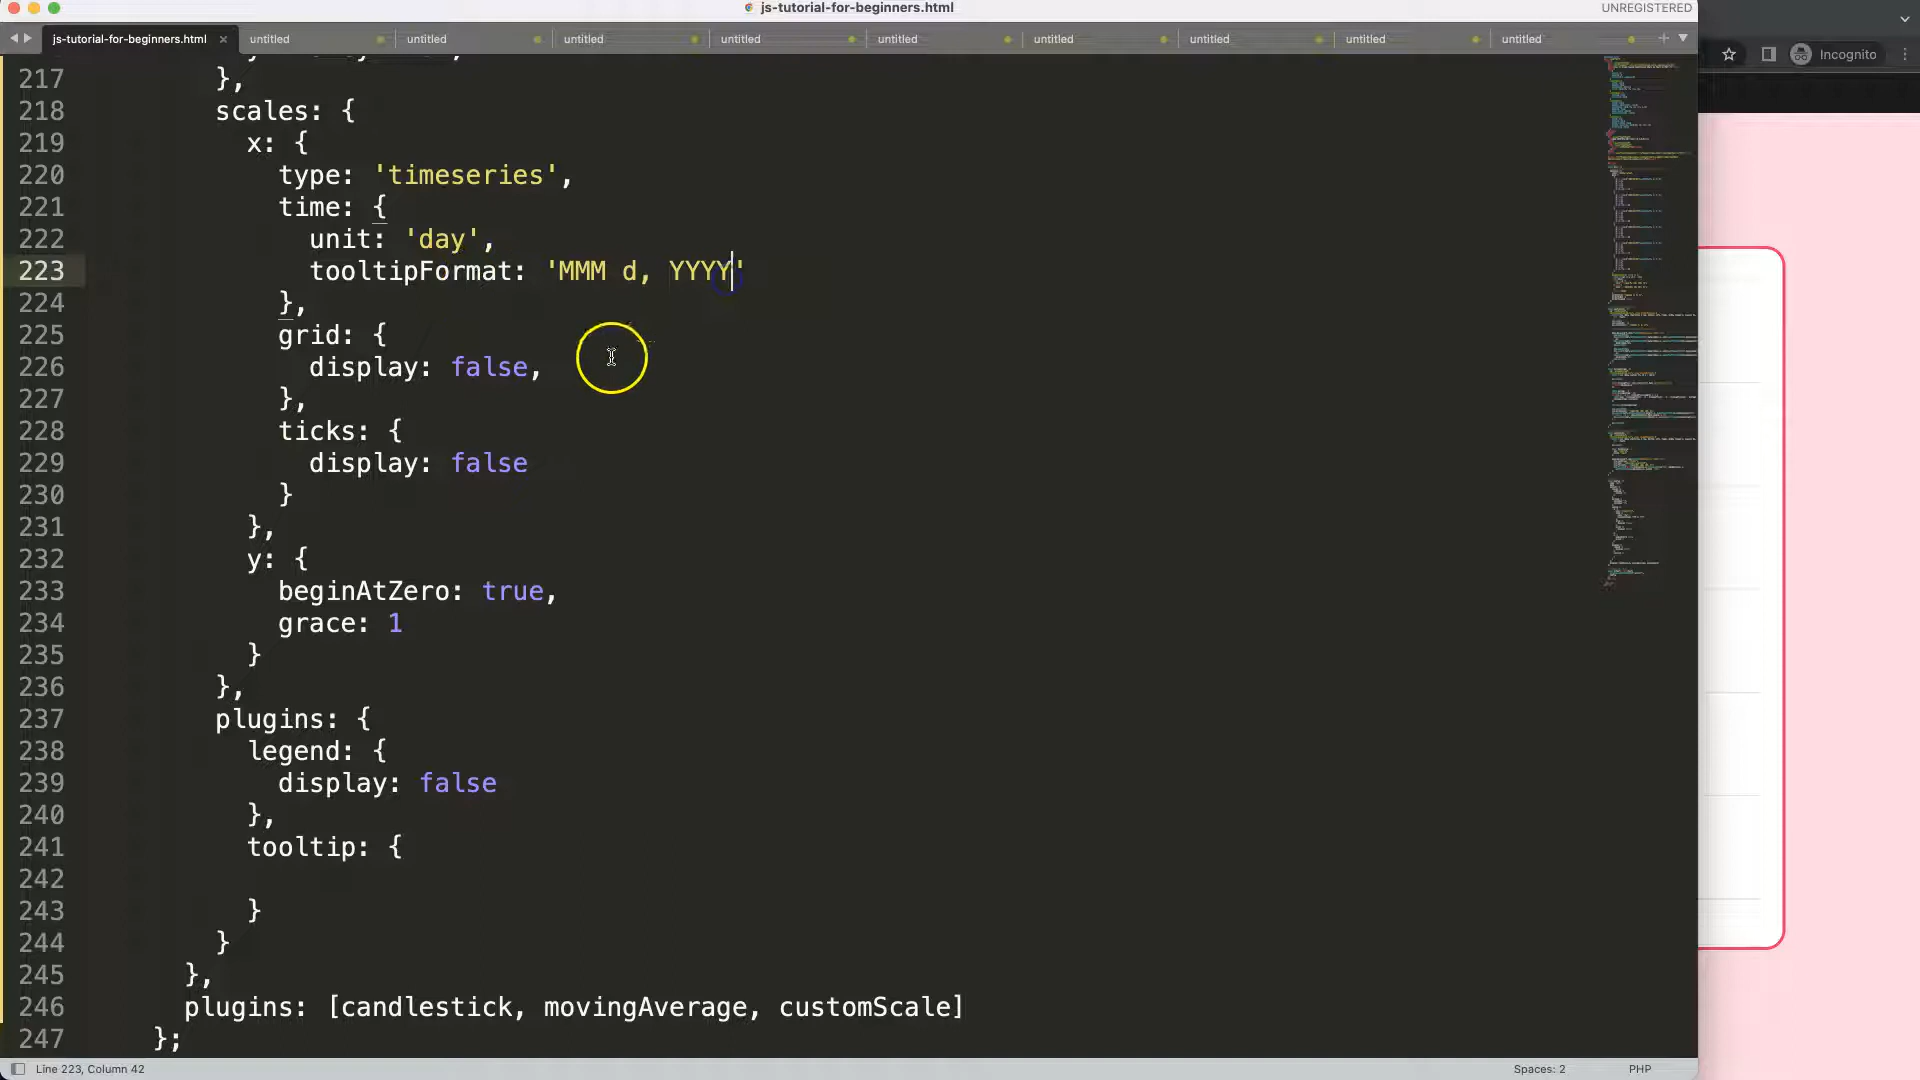 js-tutorial-for-beginners.html
UNREGISTERED
js-tutorial-for-beginners.html × untitled untitled untitled untitled untitled untitled untitled untitled untitled
Incognito
217 },
218 scales: {
219 x: {
220 type: 'timeseries',
221 time: {
222 unit: 'day',
223 tooltipFormat: 'MMM d, YYYY'
224 },
225 grid: {
226 display: false,
227 },
228 ticks: {
229 display: false
230 }
231 },
232 y: {
233 beginAtZero: true,
234 grace: 1
235 }
236 },
237 plugins: {
238 legend: {
239 display: false
240 },
241 tooltip: {
242
243 }
244 }
245 },
246 plugins: [candlestick, movingAverage, customScale]
247 };
Line 223, Column 42
Spaces: 2
PHP